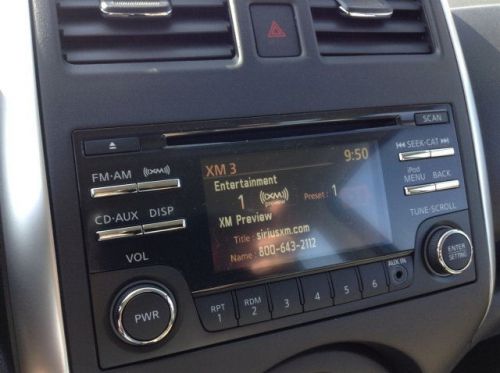 SCAN
FM·AM
((XM))
XM 3
9:50
SEEK·CAT
Entertainment
1
((XM))
Preset : 1
XM Preview
Title : siriusxm.com
Name : 800-643-2112
iPod
MENU
BACK
CD·AUX
DISP
TUNE·SCROLL
VOL
AUX IN
ENTER
SETTING
PWR
RPT
1
RDM
2
3
4
5
6